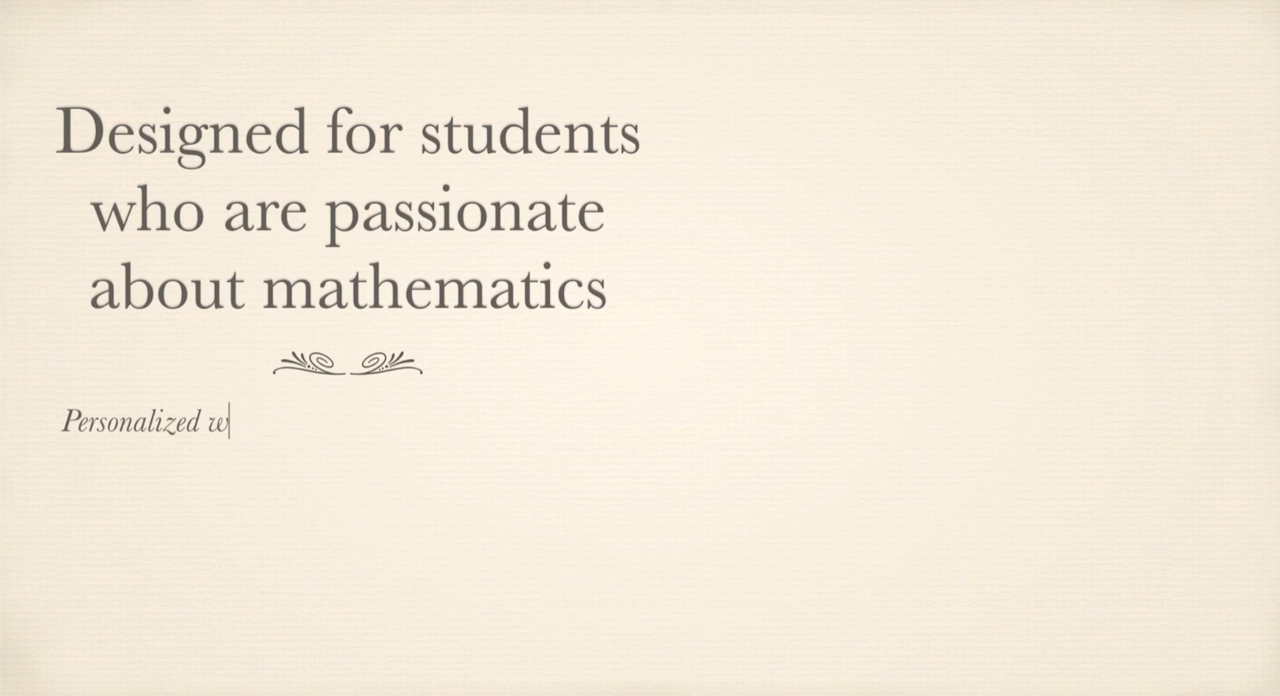 Designed for students
who are passionate
about mathematics
Personalized w